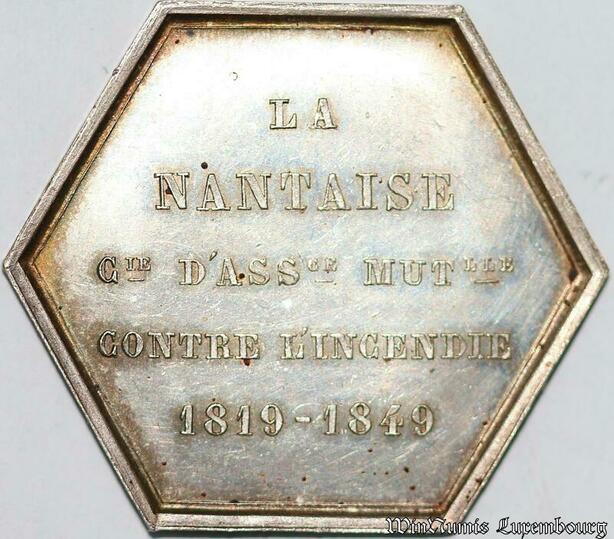 LA
NANTAISE
CIE D'ASSCE MUTLLE
CONTRE L'INCENDIE
1819-1849
WinNumis Luxembourg